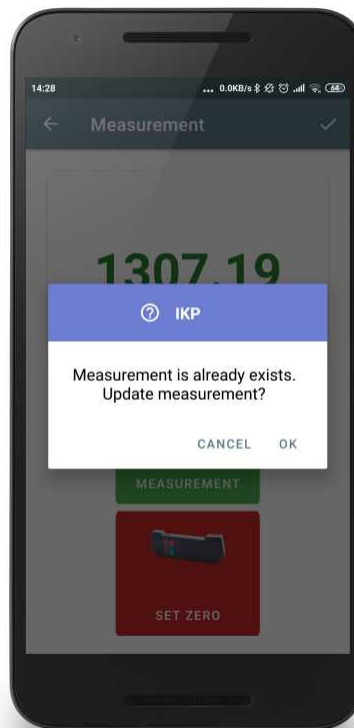 14:28 ... 0.0KB/s 64
Measurement
1307.19
IKP
Measurement is already exists.
Update measurement?
CANCEL OK
MEASUREMENT
SET ZERO